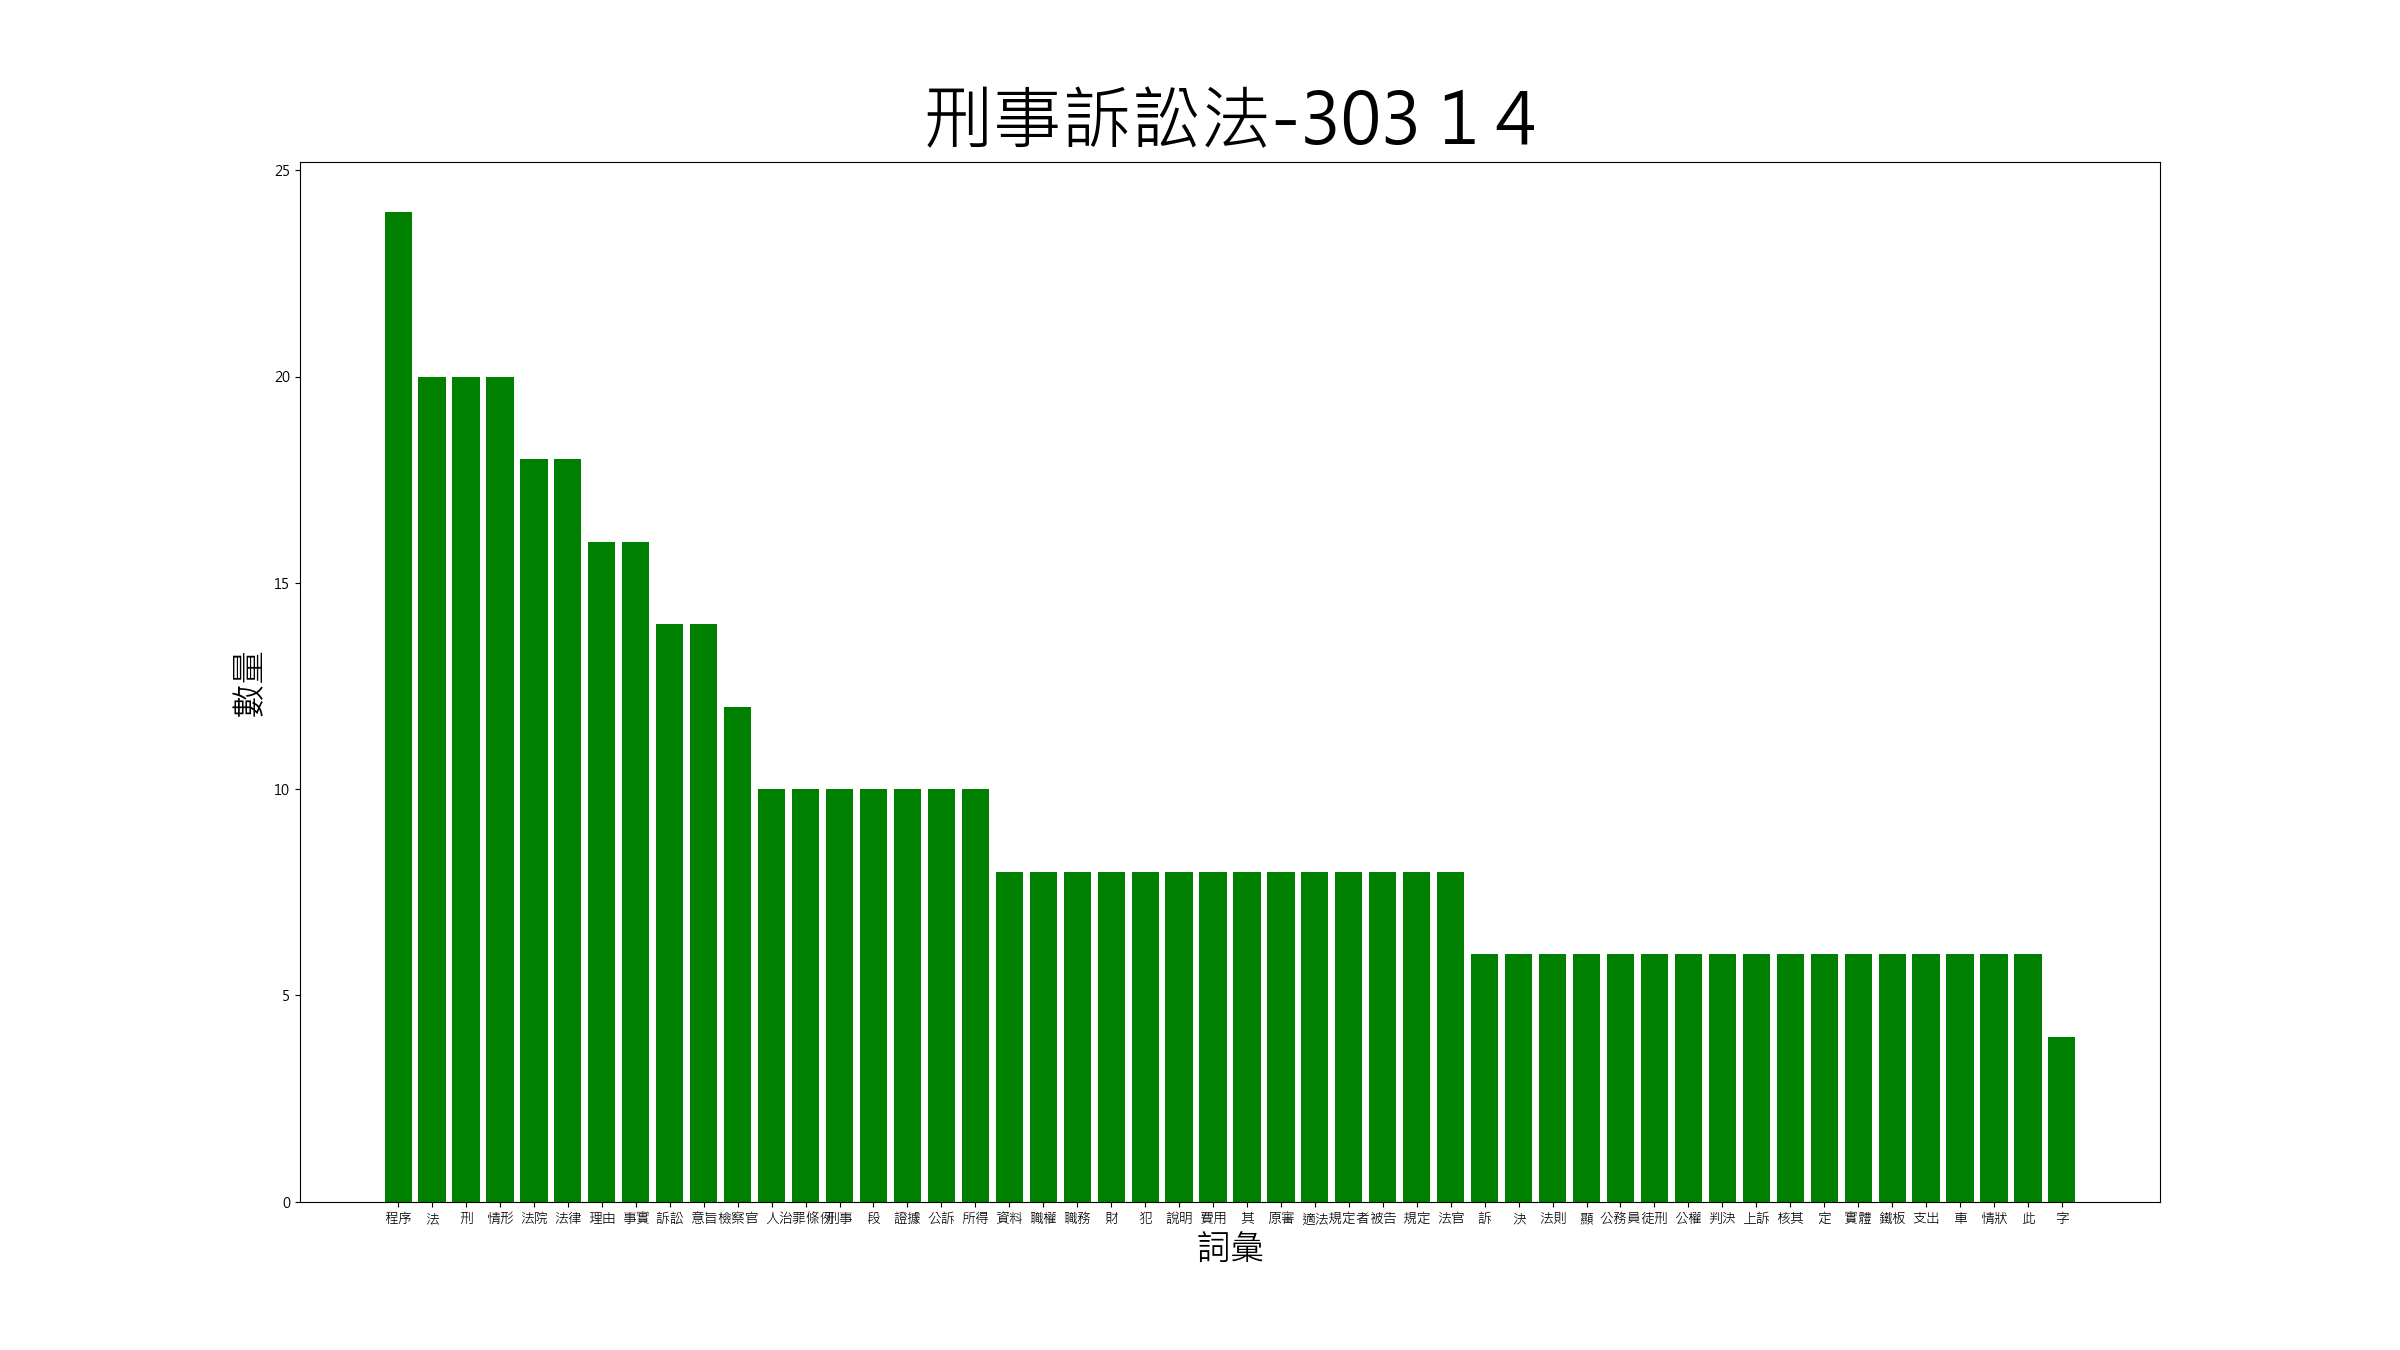 刑事訴訟法-303 1 4
數量
25
20
15
10
5
0
程序 法 刑 情形 法院 法律 理由 事實 訴訟 意旨 檢察官 人 治罪條例 刑事 段 證據 公訴 所得 資料 職權 職務 財 犯 說明 費用 其 原審 適法 規定者 被告 規定 法官 訴 決 法則 顯 公務員 徒刑 公權 判決 上訴 核其 定 實體 鐵板 支出 車 情狀 此 字
詞彙